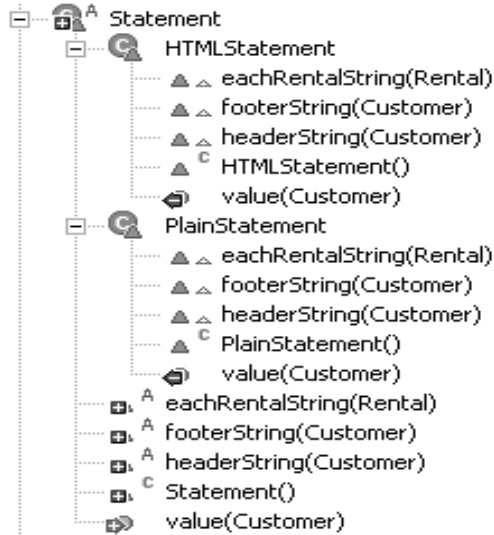 A Statement
HTMLStatement
eachRentalString(Rental)
footerString(Customer)
headerString(Customer)
C HTMLStatement()
value(Customer)
PlainStatement
eachRentalString(Rental)
footerString(Customer)
headerString(Customer)
C PlainStatement()
value(Customer)
A eachRentalString(Rental)
A footerString(Customer)
A headerString(Customer)
C Statement()
value(Customer)